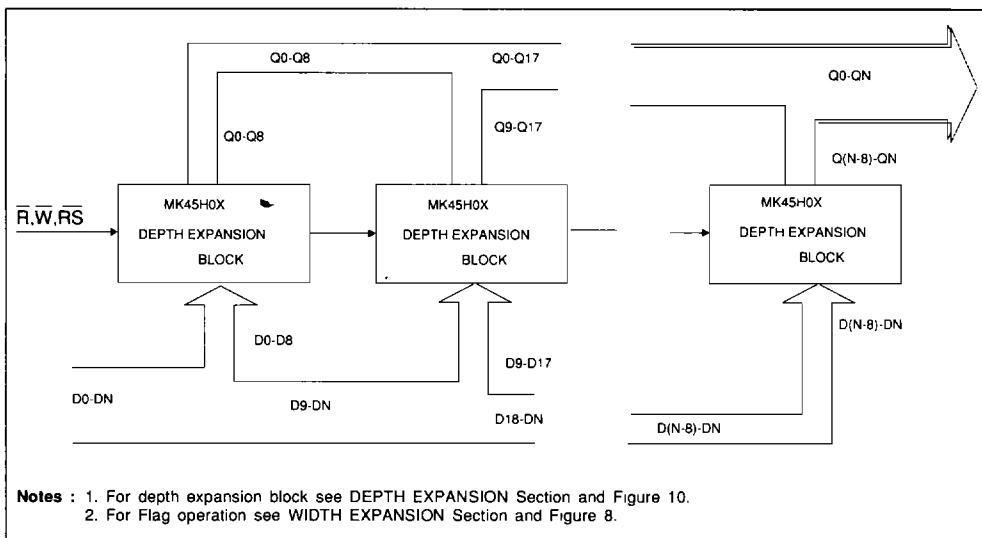 Q0-Q8
Q0-Q17
Q0-QN
Q0-Q8
Q9-Q17
Q(N-8)-QN
R,W,RS
MK45H0X
DEPTH EXPANSION
BLOCK
MK45H0X
DEPTH EXPANSION
BLOCK
MK45H0X
DEPTH EXPANSION
BLOCK
D0-D8
D9-D17
D(N-8)-DN
D0-DN
D9-DN
D18-DN
D(N-8)-DN
Notes : 1. For depth expansion block see DEPTH EXPANSION Section and Figure 10.
2. For Flag operation see WIDTH EXPANSION Section and Figure 8.